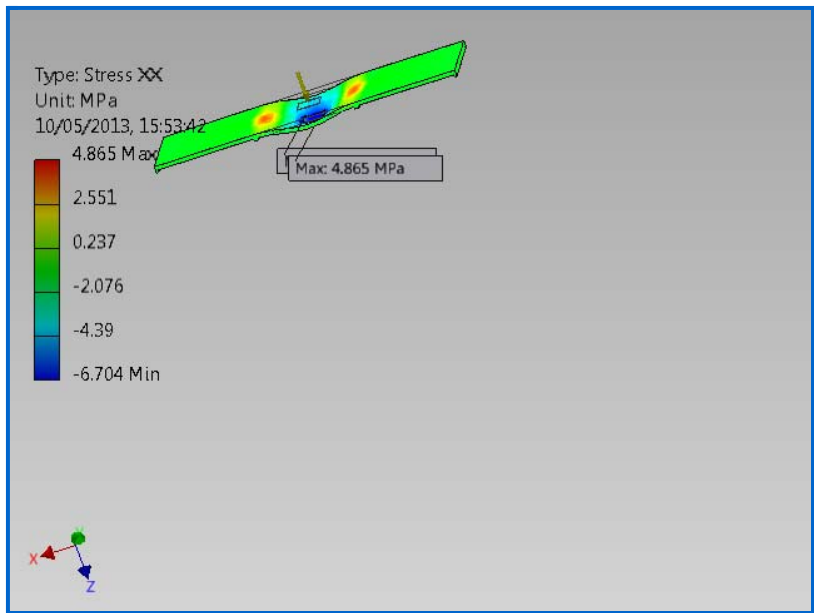 Type: Stress XX
Unit: MPa
10/05/2013, 15:53:42
4.865 Max
2.551
0.237
-2.076
-4.39
-6.704 Min
Max: 4.865 MPa
X
Z